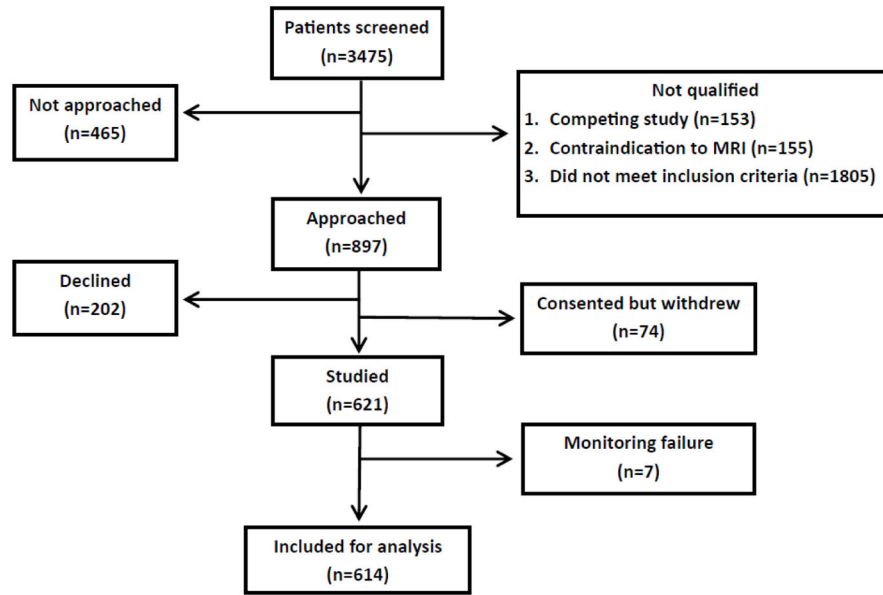 Patients screened
(n=3475)
Not approached
(n=465)
Not qualified
1. Competing study (n=153)
2. Contraindication to MRI (n=155)
3. Did not meet inclusion criteria (n=1805)
Approached
(n=897)
Declined
(n=202)
Consented but withdrew
(n=74)
Studied
(n=621)
Monitoring failure
(n=7)
Included for analysis
(n=614)